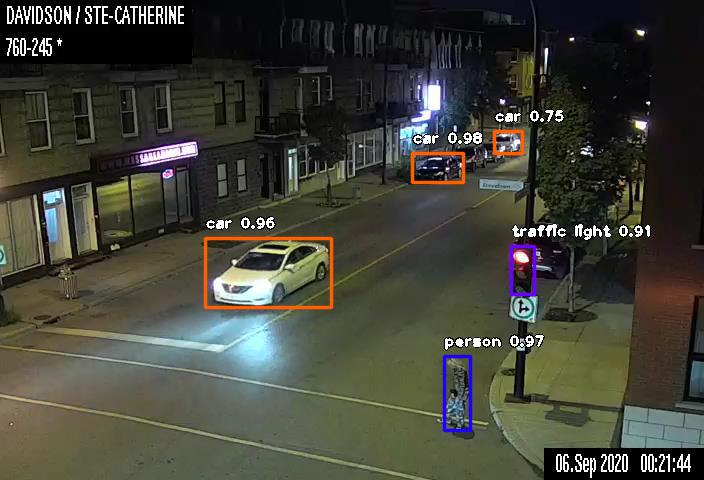 DAVIDSON / STE-CATHERINE
760-245 *
car 0.75
car 0.98
Davidson
car 0.96
traffic light 0.91
person 0.97
06.Sep 2020 00:21:44